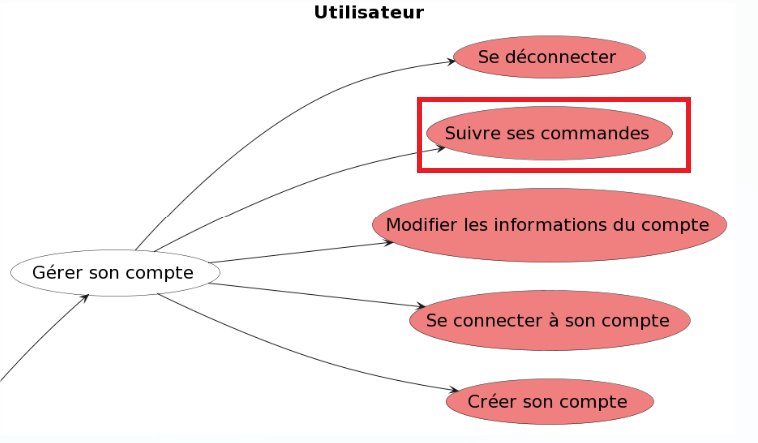 Utilisateur
Se déconnecter
Suivre ses commandes
Modifier les informations du compte
Gérer son compte
Se connecter à son compte
Créer son compte